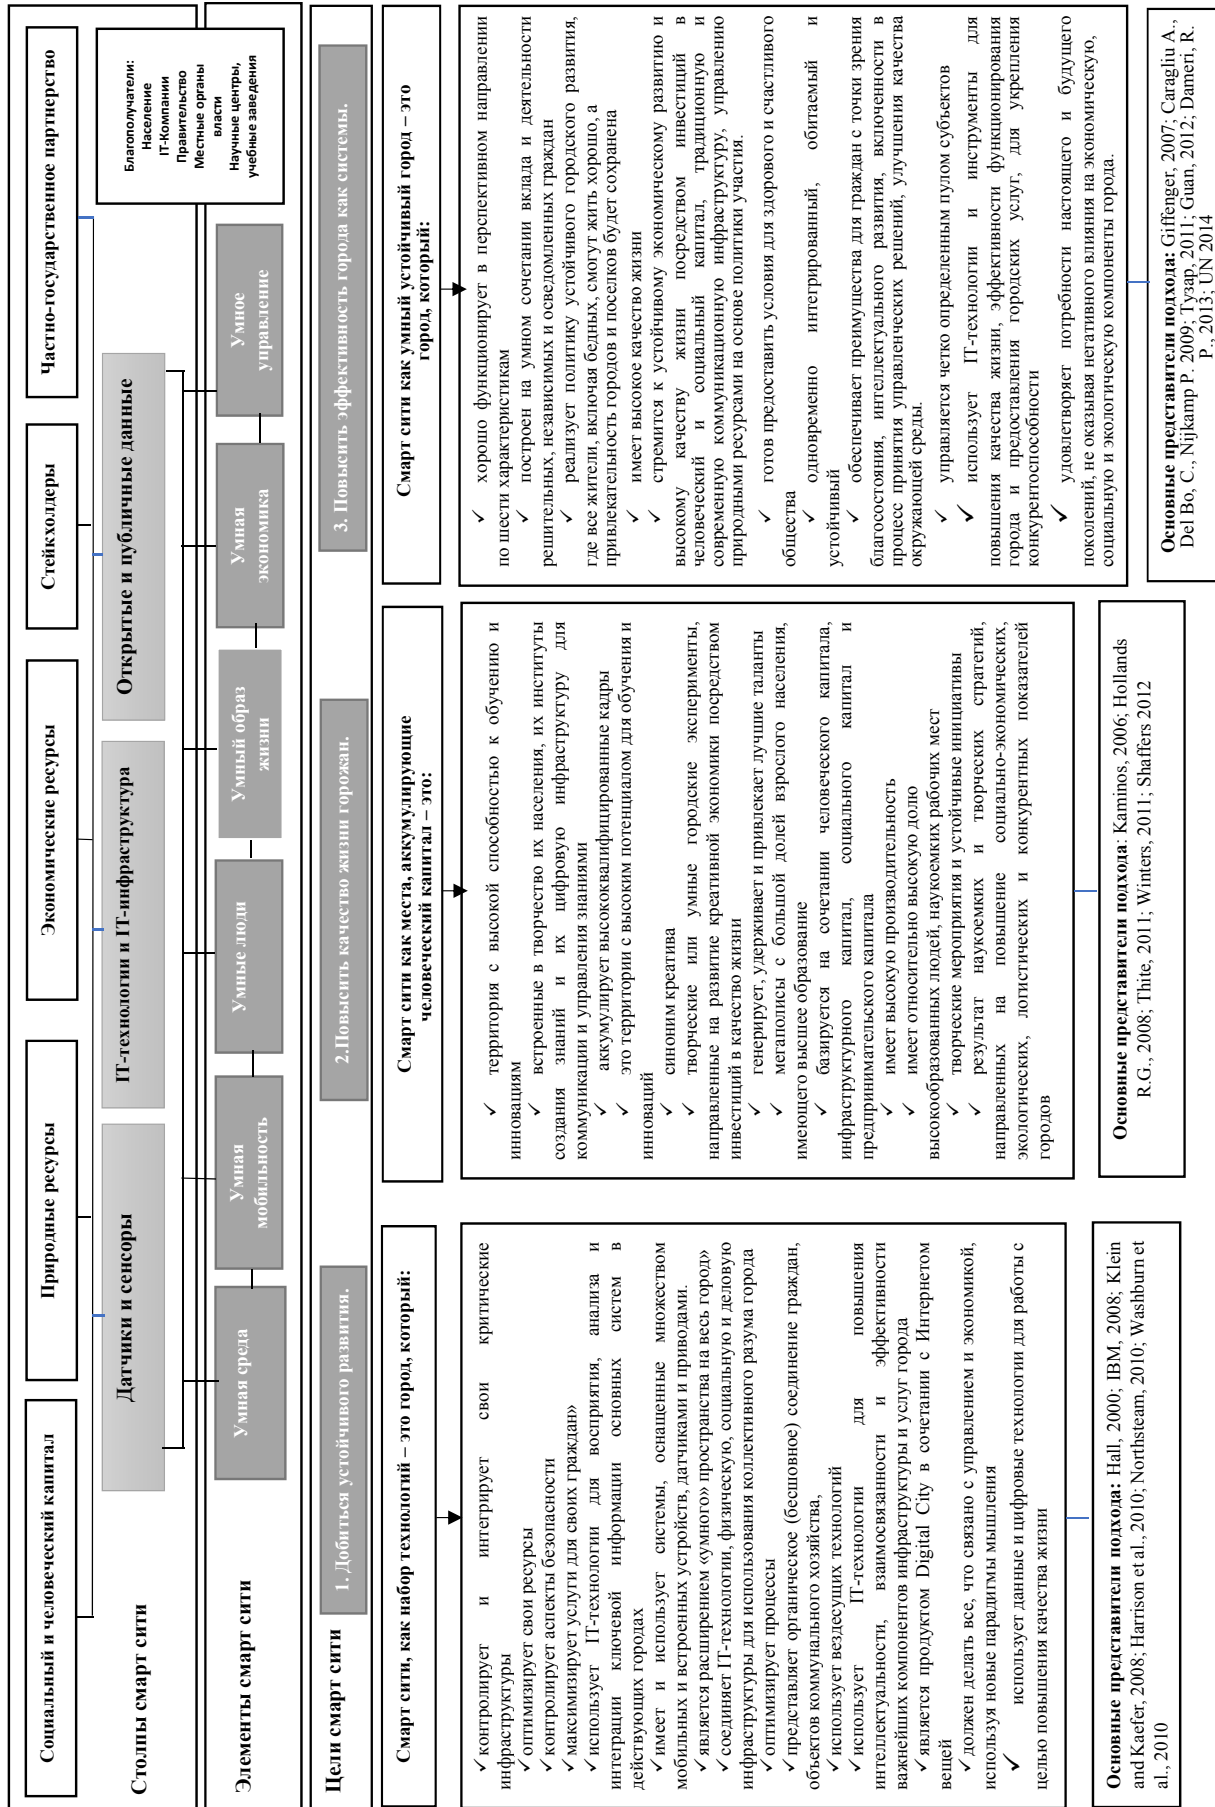 Социальный и человеческий капитал
Природные ресурсы
Экономические ресурсы
Стейкхолдеры
Частно-государственное партнерство
Столпы смарт сити
Датчики и сенсоры
IT-технологии и IT-инфраструктура
Открытые и публичные данные
Благополучатели:
Население
IT-Компании
Правительство
Местные органы
власти
Научные центры,
учебные заведения
Элементы смарт сити
Умная среда
Умная
мобильность
Умные люди
Умный образ
жизни
Умная
экономика
Умное
управление
Цели смарт сити
1. Добиться устойчивого развития.
2.Повысить качество жизни горожан.
3. Повысить эффективность города как системы.
Смарт сити, как набор технологий – это город, который:
✓ контролирует и интегрирует свои критические
инфраструктуры
✓ оптимизирует свои ресурсы
✓ контролирует аспекты безопасности
✓ максимизирует услуги для своих граждан»
✓ использует IT-технологии для восприятия, анализа и
интеграции ключевой информации основных систем в
действующих городах
✓ имеет и использует системы, оснащенные множеством
мобильных и встроенных устройств, датчиками и приводами.
✓ является расширением «умного» пространства на весь город»
✓ соединяет IT-технологии, физическую, социальную и деловую
инфраструктуры для использования коллективного разума города
✓ оптимизирует процессы
✓ представляет органическое (бесшовное) соединение граждан,
объектов коммунального хозяйства,
✓ использует вездесущих технологий
✓ использует IT-технологии для повышения
интеллектуальности, взаимосвязанности и эффективности
важнейших компонентов инфраструктуры и услуг города
✓ является продуктом Digital City в сочетании с Интернетом
вещей
✓ должен делать все, что связано с управлением и экономикой,
используя новые парадигмы мышления
✓ использует данные и цифровые технологии для работы с
целью повышения качества жизни
Основные представители подхода: Hall, 2000; IBM, 2008; Klein
and Kaefer, 2008; Harrison et al., 2010; Northsteam, 2010; Washburn et
al., 2010
Смарт сити как места, аккумулирующие
человеческий капитал – это:
✓ территория с высокой способностью к обучению и
инновациям
✓ встроенные в творчество их населения, их институты
создания знаний и их цифровую инфраструктуру для
коммуникации и управления знаниями
✓ аккумулирует высококвалифицированные кадры
✓ это территории с высоким потенциалом для обучения и
инноваций
✓ синоним креатива
✓ творческие или умные городские эксперименты,
направленные на развитие креативной экономики посредством
инвестиций в качество жизни
✓ генерирует, удерживает и привлекает лучшие таланты
✓ мегаполисы с большой долей взрослого населения,
имеющего высшее образование
✓ базируется на сочетании человеческого капитала,
инфраструктурного капитал, социального капитал и
предпринимательского капитала
✓ имеет высокую производительность
✓ имеет относительно высокую долю
высокообразованных людей, наукоемких рабочих мест
✓ творческие мероприятия и устойчивые инициативы
✓ результат наукоемких и творческих стратегий,
направленных на повышение социально-экономических,
экологических, логистических и конкурентных показателей
городов
Основные представители подхода: Kaminos, 2006; Hollands
R.G., 2008; Thite, 2011; Winters, 2011; Shaffers 2012
Смарт сити как умный устойчивый город – это
город, который:
✓ хорошо функционирует в перспективном направлении
по шести характеристикам
✓ построен на умном сочетании вклада и деятельности
решительных, независимых и осведомленных граждан
✓ реализует политику устойчивого городского развития,
где все жители, включая бедных, смогут жить хорошо, а
привлекательность городов и поселков будет сохранена
✓ имеет высокое качество жизни
✓ стремится к устойчивому экономическому развитию и
высокому качеству жизни посредством инвестиций в
человеческий и социальный капитал, традиционную и
современную коммуникационную инфраструктуру, управлению
природными ресурсами на основе политики участия.
✓ готов предоставить условия для здорового и счастливого
общества
✓ одновременно интегрированный, обитаемый и
устойчивый
✓ обеспечивает преимущества для граждан с точки зрения
благосостояния, интеллектуального развития, включенности в
процесс принятия управленческих решений, улучшения качества
окружающей среды.
✓ управляется четко определенным пулом субъектов
✓ использует IT-технологии и инструменты для
повышения качества жизни, эффективности функционирования
города и предоставления городских услуг, для укрепления
конкурентоспособности
✓ удовлетворяет потребности настоящего и будущего
поколений, не оказывая негативного влияния на экономическую,
социальную и экологическую компоненты города.
Основные представители подхода: Giffenger, 2007; Caragliu A.,
Del Bo, C., Nijkamp P. 2009; Тузар, 2011; Guan, 2012; Dameri, R.
P., 2013; UN 2014